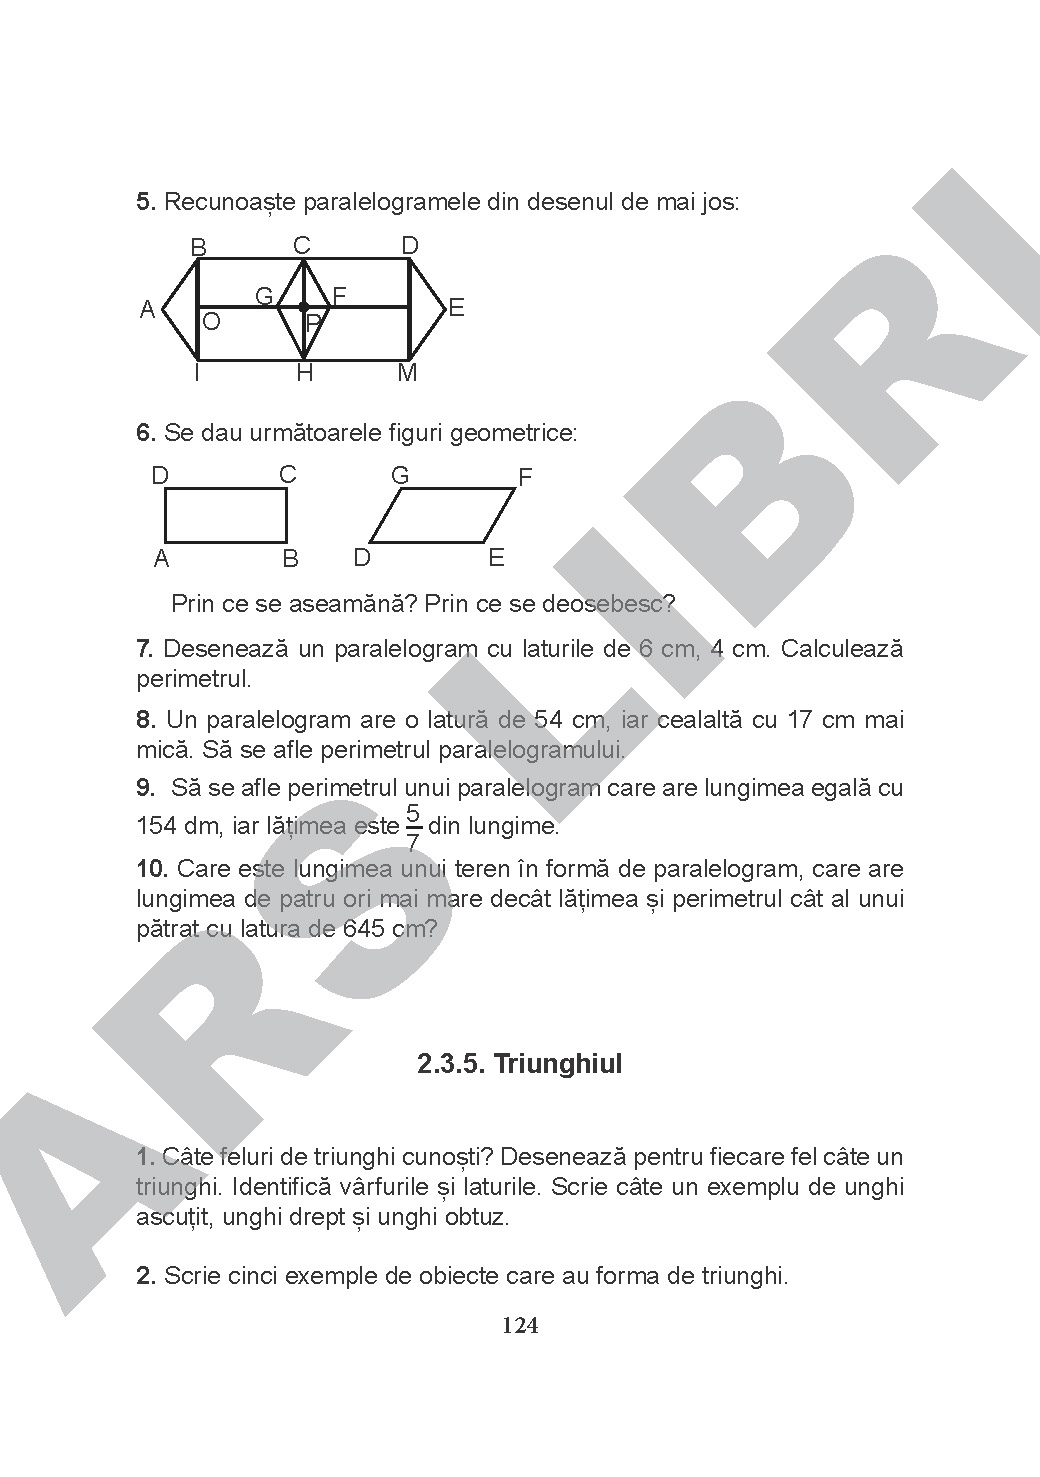 5. Recunoaște paralelogramele din desenul de mai jos:
B C D
A G F E
O P
I H M
6. Se dau următoarele figuri geometrice:
D C G F
A B D E
Prin ce se aseamănă? Prin ce se deosebesc?
7. Desenează un paralelogram cu laturile de 6 cm, 4 cm. Calculează
perimetrul.
8. Un paralelogram are o latură de 54 cm, iar cealaltă cu 17 cm mai
mică. Să se afle perimetrul paralelogramului.
9. Să se afle perimetrul unui paralelogram care are lungimea egală cu
154 dm, iar lățimea este 5/7 din lungime.
10. Care este lungimea unui teren în formă de paralelogram, care are
lungimea de patru ori mai mare decât lățimea și perimetrul cât al unui
pătrat cu latura de 645 cm?
2.3.5. Triunghiul
1. Câte feluri de triunghi cunoști? Desenează pentru fiecare fel câte un
triunghi. Identifică vârfurile și laturile. Scrie câte un exemplu de unghi
ascuțit, unghi drept și unghi obtuz.
2. Scrie cinci exemple de obiecte care au forma de triunghi.
124
ARS LIBRI